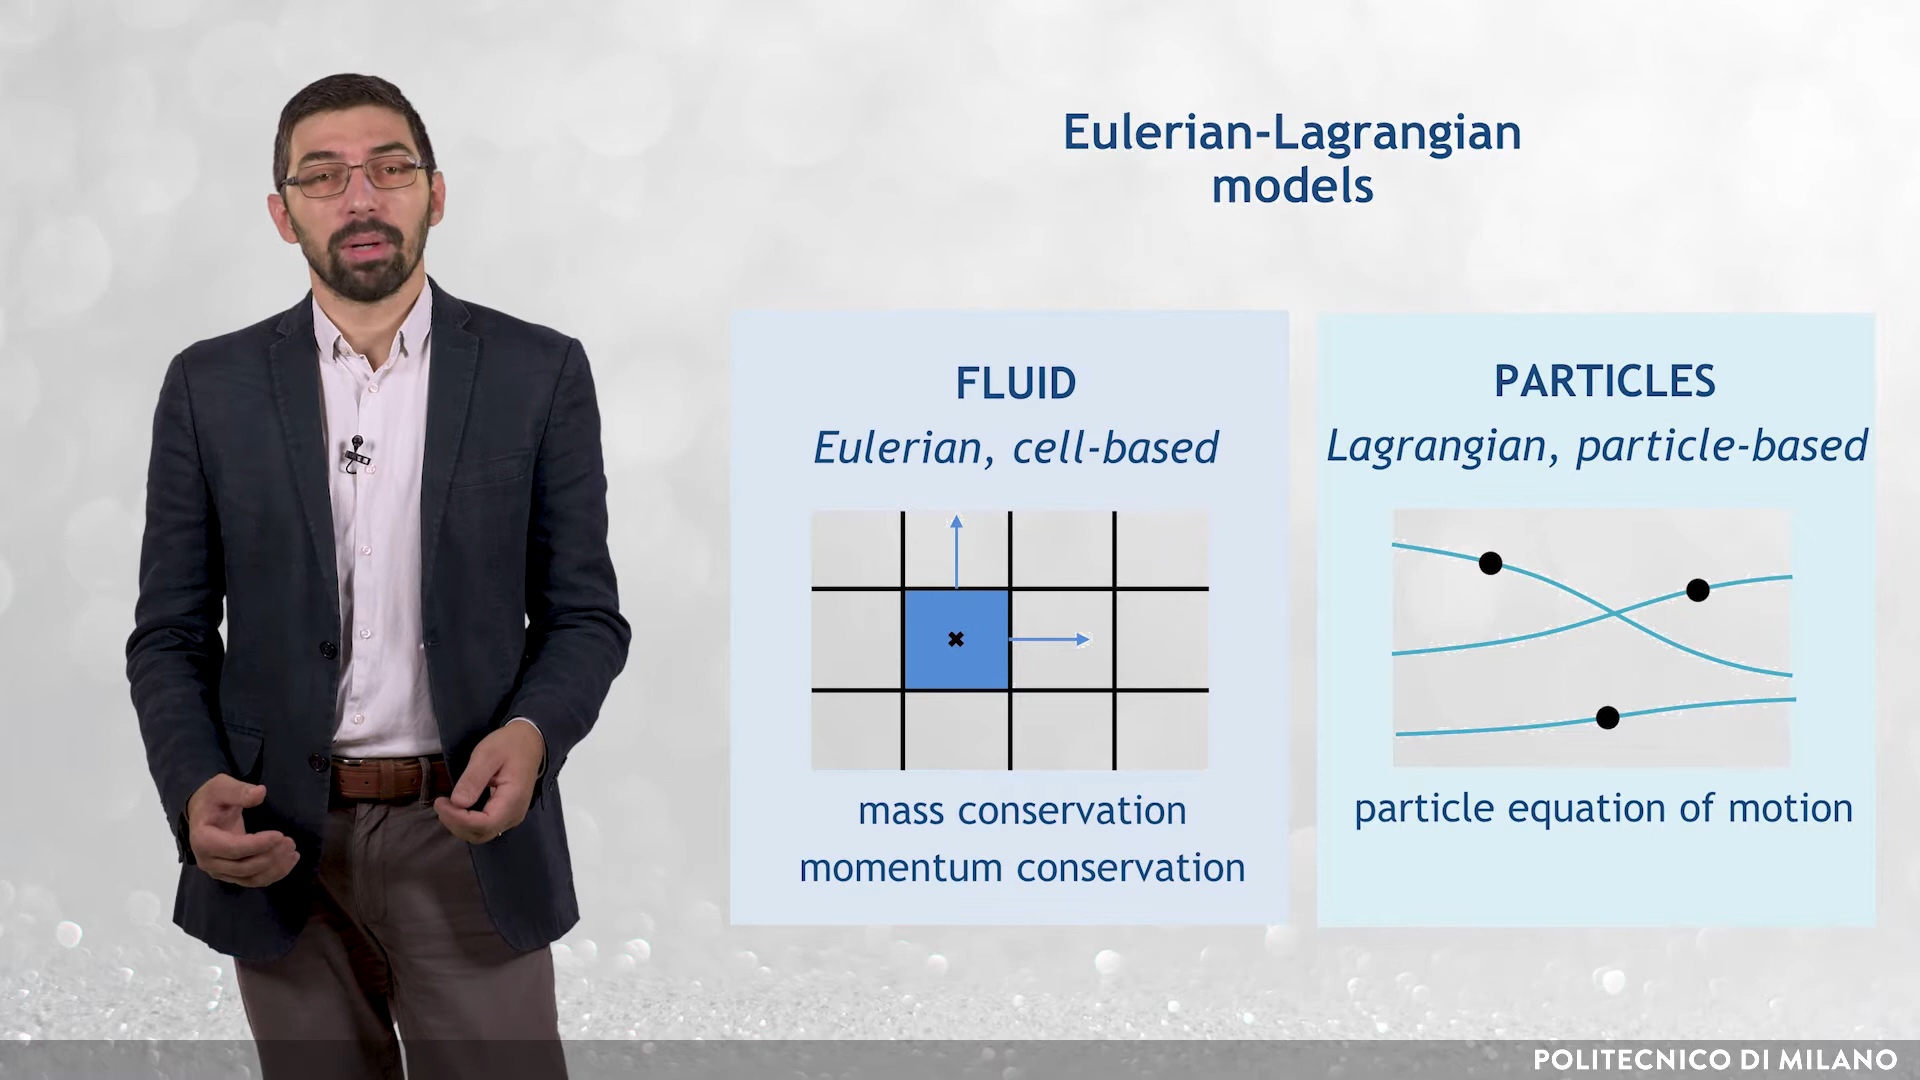 Eulerian-Lagrangian
models
FLUID
Eulerian, cell-based
mass conservation
momentum conservation
PARTICLES
Lagrangian, particle-based
particle equation of motion
POLITECNICO DI MILANO